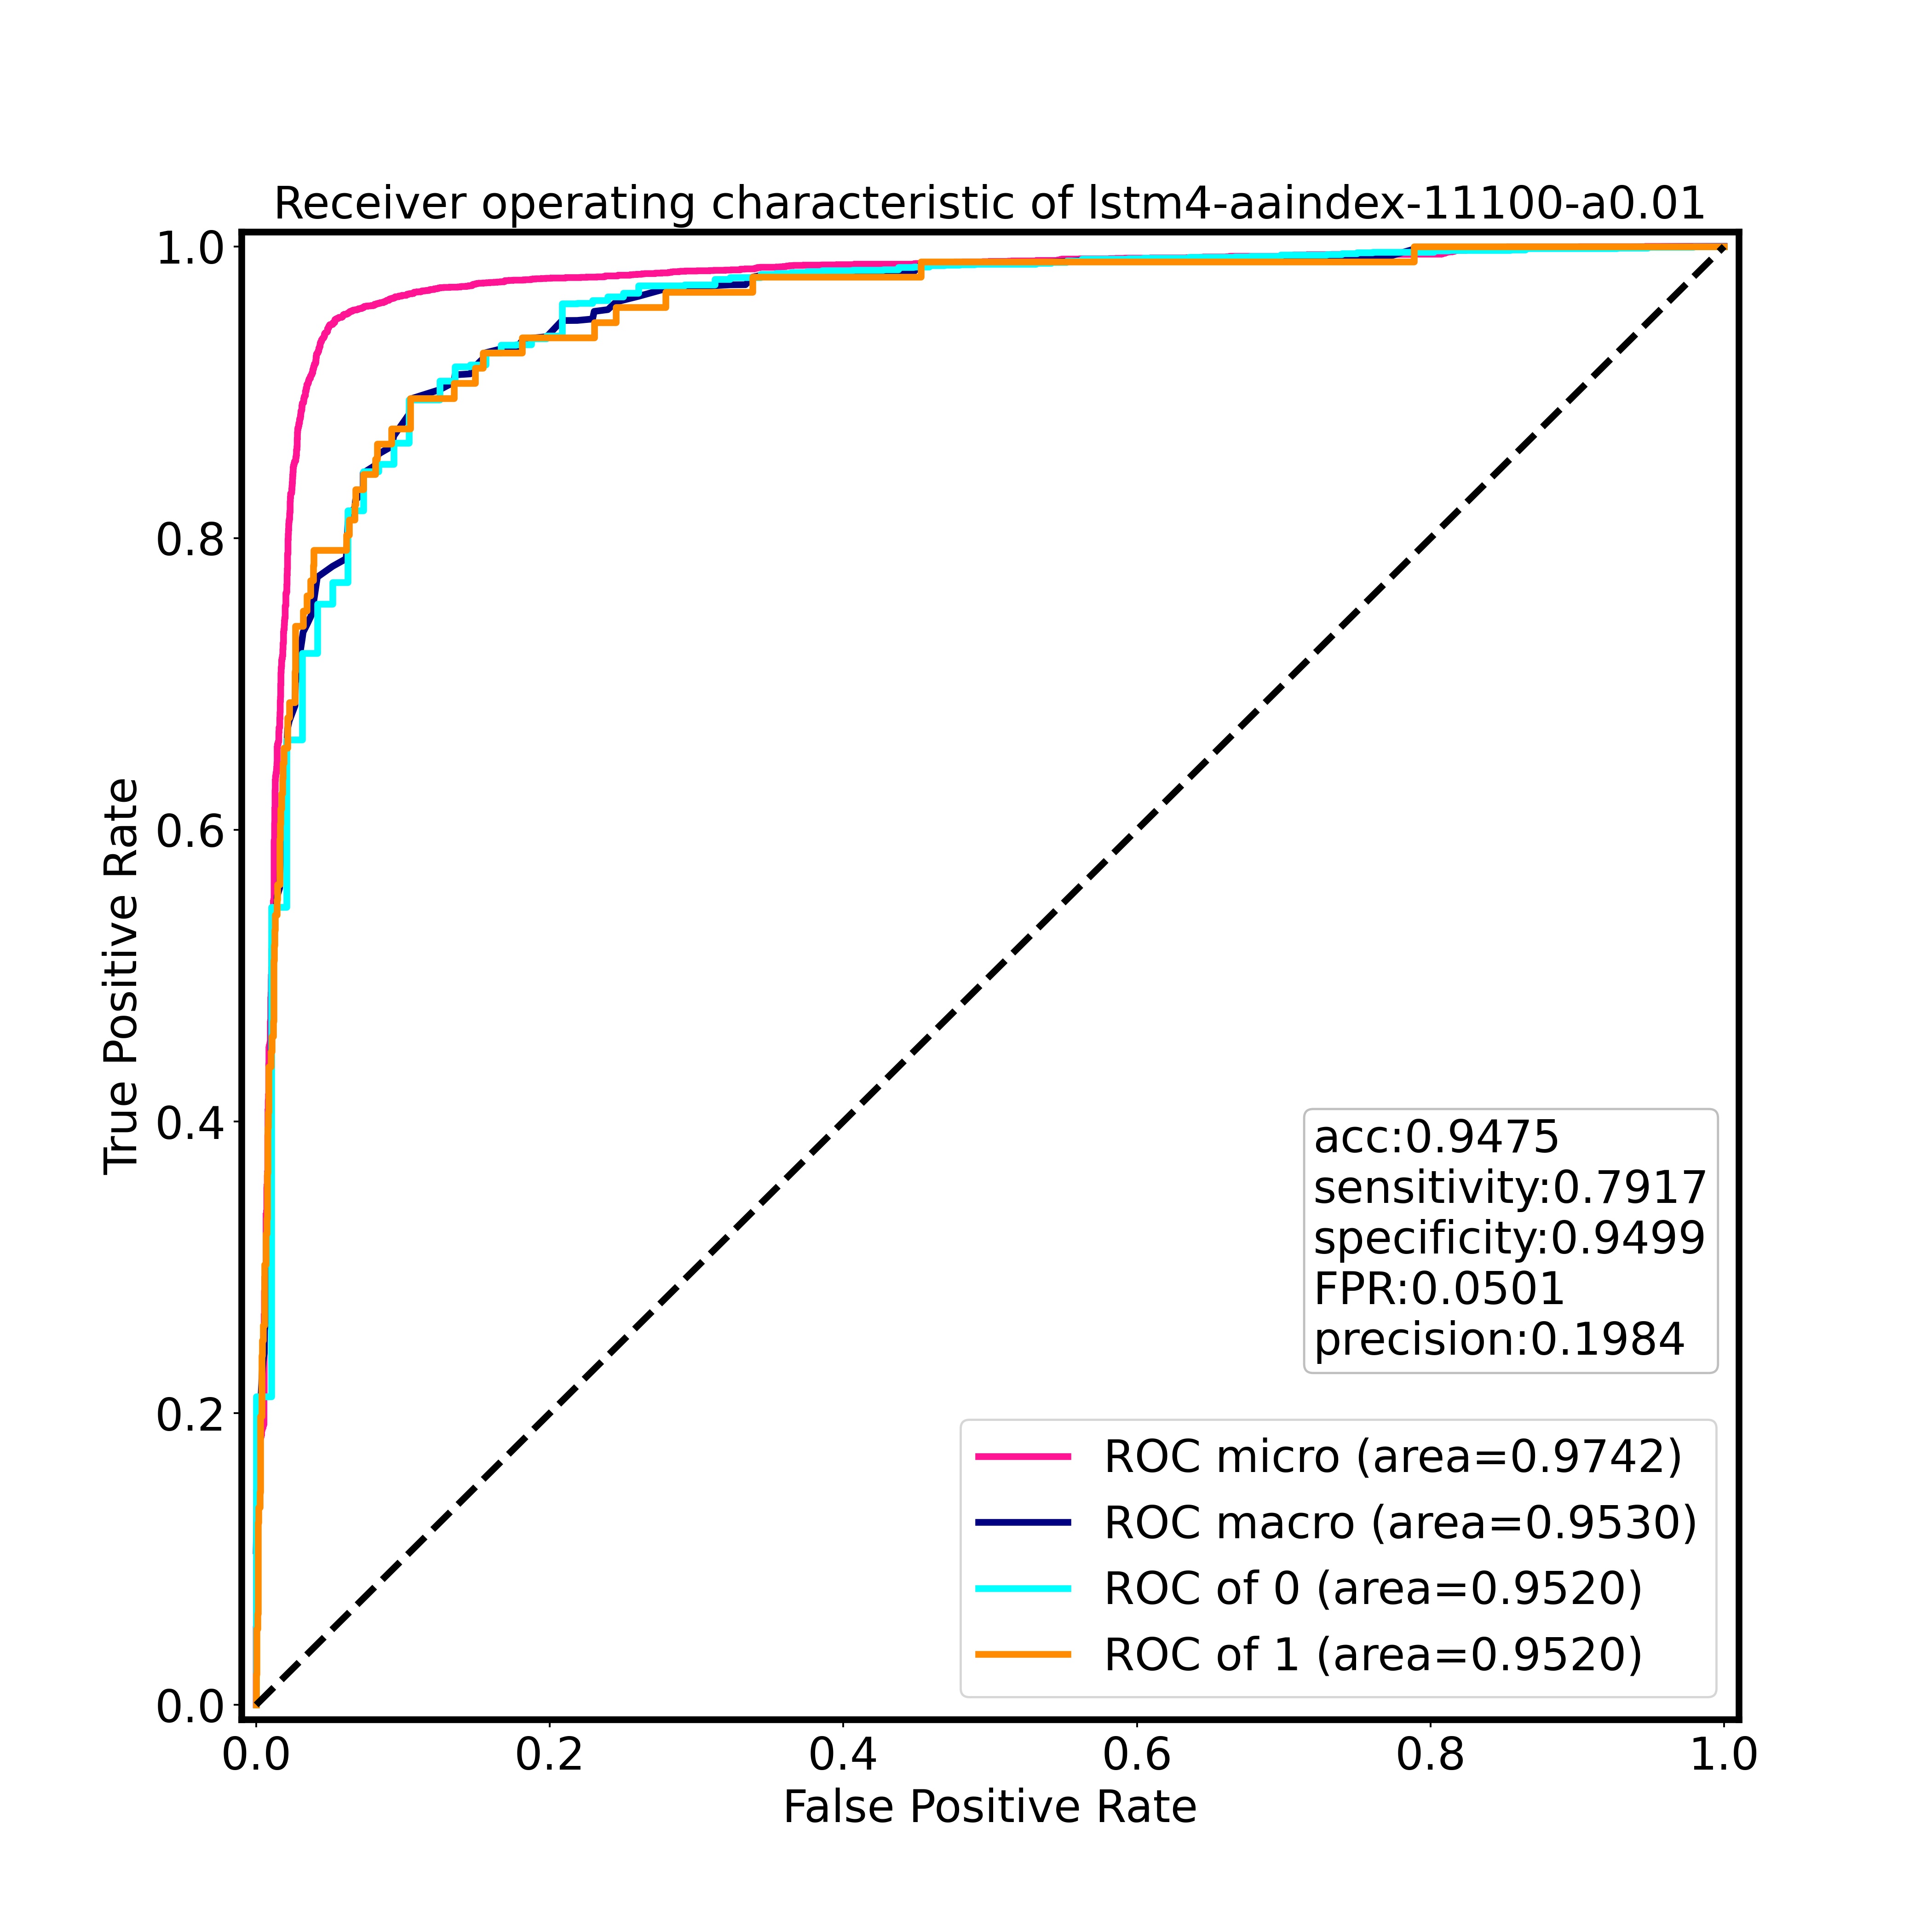 Receiver operating characteristic of lstm4-aaindex-11100-a0.01
1.0
0.8
0.6
0.4
0.2
0.0
True Positive Rate
acc:0.9475
sensitivity:0.7917
specificity:0.9499
FPR:0.0501
precision:0.1984
ROC micro (area=0.9742)
ROC macro (area=0.9530)
ROC of 0 (area=0.9520)
ROC of 1 (area=0.9520)
0.0 0.2 0.4 0.6 0.8 1.0
False Positive Rate